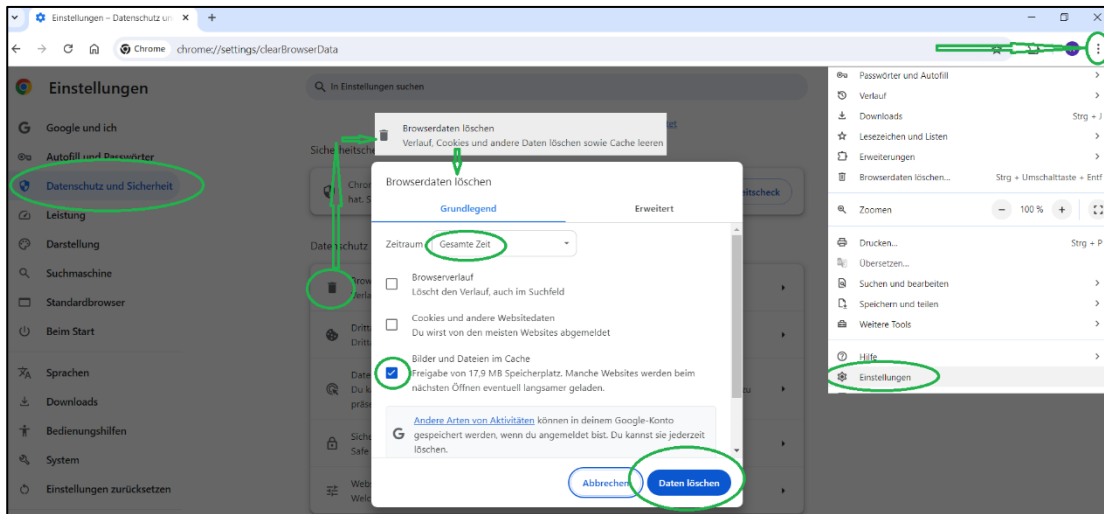 Einstellungen – Datenschutz un
Chrome
chrome://settings/clearBrowserData
Einstellungen
In Einstellungen suchen
Google und ich
Autofill und Passwörter
Datenschutz und Sicherheit
Leistung
Darstellung
Suchmaschine
Standardbrowser
Beim Start
Sprachen
Downloads
Bedienungshilfen
System
Einstellungen zurücksetzen
Browserdaten löschen
Verlauf, Cookies und andere Daten löschen sowie Cache leeren
Browserdaten löschen
Grundlegend
Erweitert
Zeitraum
Gesamte Zeit
Browserverlauf
Löscht den Verlauf, auch im Suchfeld
Cookies und andere Websitedaten
Du wirst von den meisten Websites abgemeldet
Bilder und Dateien im Cache
Freigabe von 17,9 MB Speicherplatz. Manche Websites werden beim
nächsten Öffnen eventuell langsamer geladen.
Andere Arten von Aktivitäten können in deinem Google-Konto
gespeichert werden, wenn du angemeldet bist. Du kannst sie jederzeit
löschen.
Abbrechen
Daten löschen
Passwörter und Autofill
Verlauf
Downloads Strg + J
Lesezeichen und Listen
Erweiterungen
Browserdaten löschen... Strg + Umschalttaste + Entf
Zoomen − 100 % +
Drucken... Strg + P
Übersetzen...
Suchen und bearbeiten
Speichern und teilen
Weitere Tools
Hilfe
Einstellungen